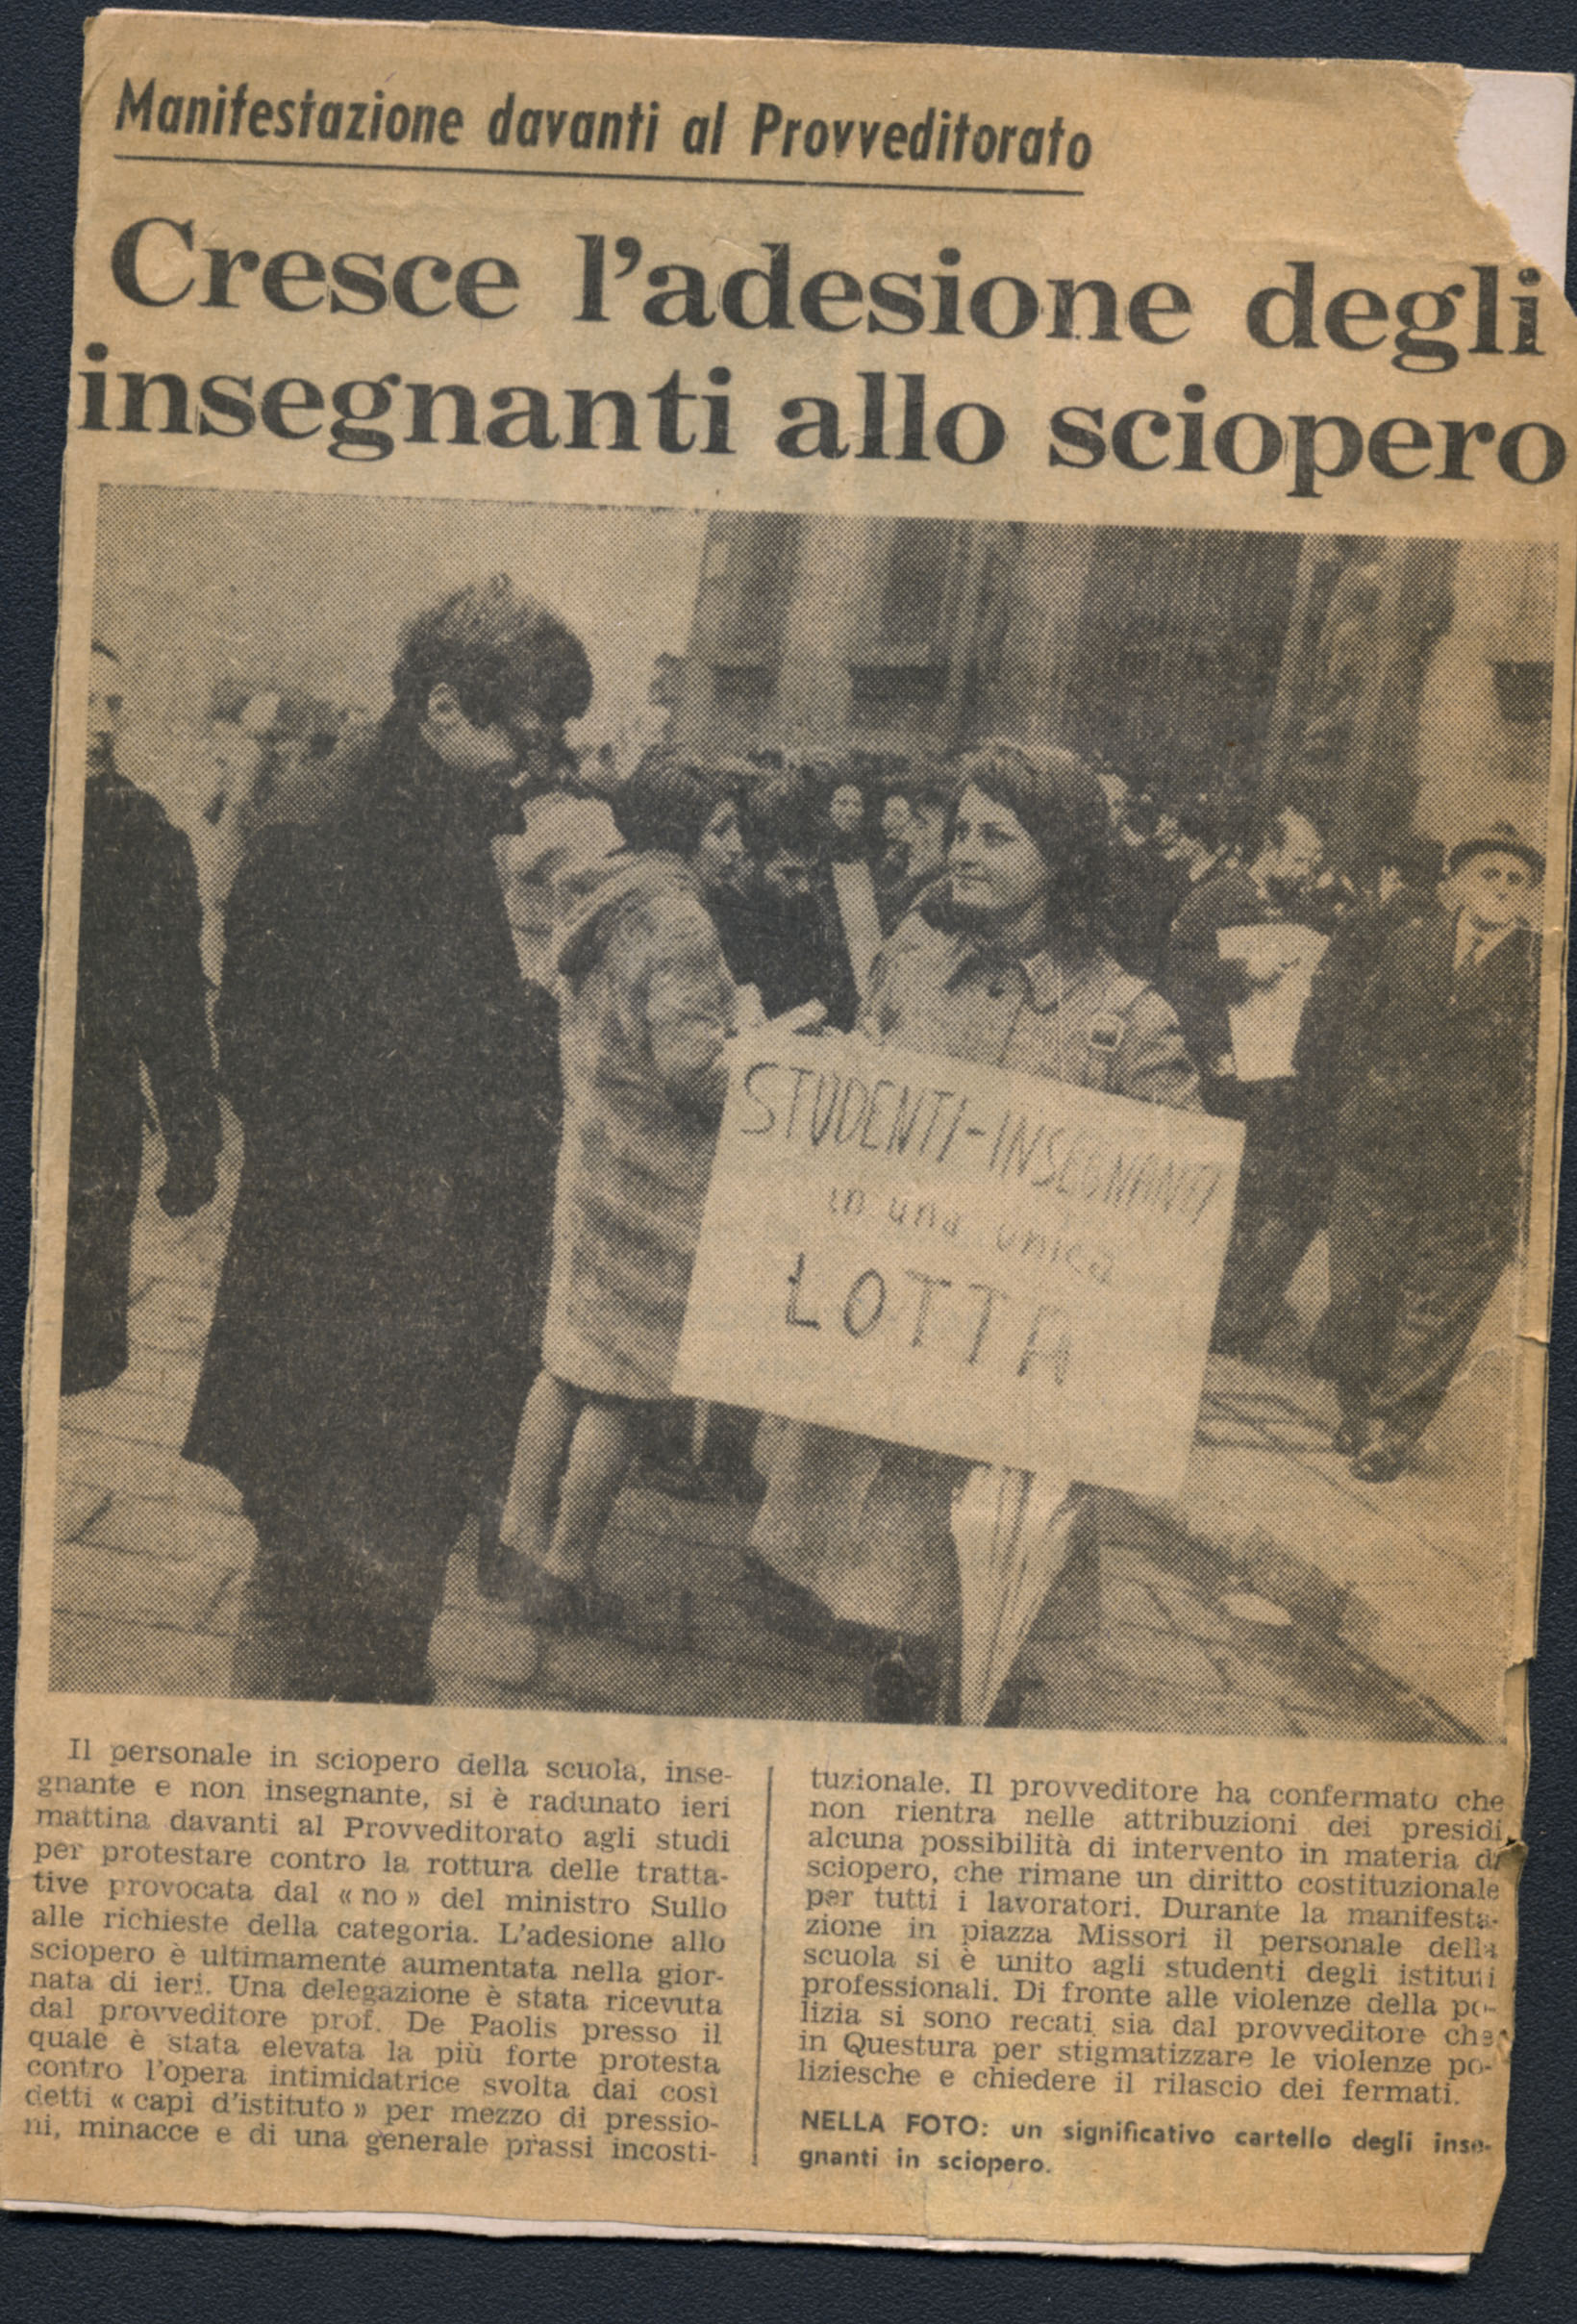 Manifestazione davanti al Provveditorato
Cresce l'adesione degli
insegnanti allo sciopero
STUDENTI-INSEGNANTI
in una unica
LOTTA
Il personale in sciopero della scuola, inse-
gnante e non insegnante, si è radunato ieri
mattina davanti al Provveditorato agli studi
per protestare contro la rottura delle tratta-
tive provocata dal «no» del ministro Sullo
alle richieste della categoria. L'adesione allo
sciopero è ultimamente aumentata nella gior-
nata di ieri. Una delegazione è stata ricevuta
dal provveditore prof. De Paolis presso il
quale è stata elevata la più forte protesta
contro l'opera intimidatrice svolta dai così
detti «capi d'istituto» per mezzo di pressio-
ni, minacce e di una generale prassi incosti-
tuzionale. Il provveditore ha confermato che
non rientra nelle attribuzioni dei presidi
alcuna possibilità di intervento in materia di
sciopero, che rimane un diritto costituzionale
per tutti i lavoratori. Durante la manifesta-
zione in piazza Missori il personale della
scuola si è unito agli studenti degli istituti
professionali. Di fronte alle violenze della po-
lizia si sono recati sia dal provveditore che
in Questura per stigmatizzare le violenze po-
liziesche e chiedere il rilascio dei fermati.
NELLA FOTO: un significativo cartello degli inse-
gnanti in sciopero.